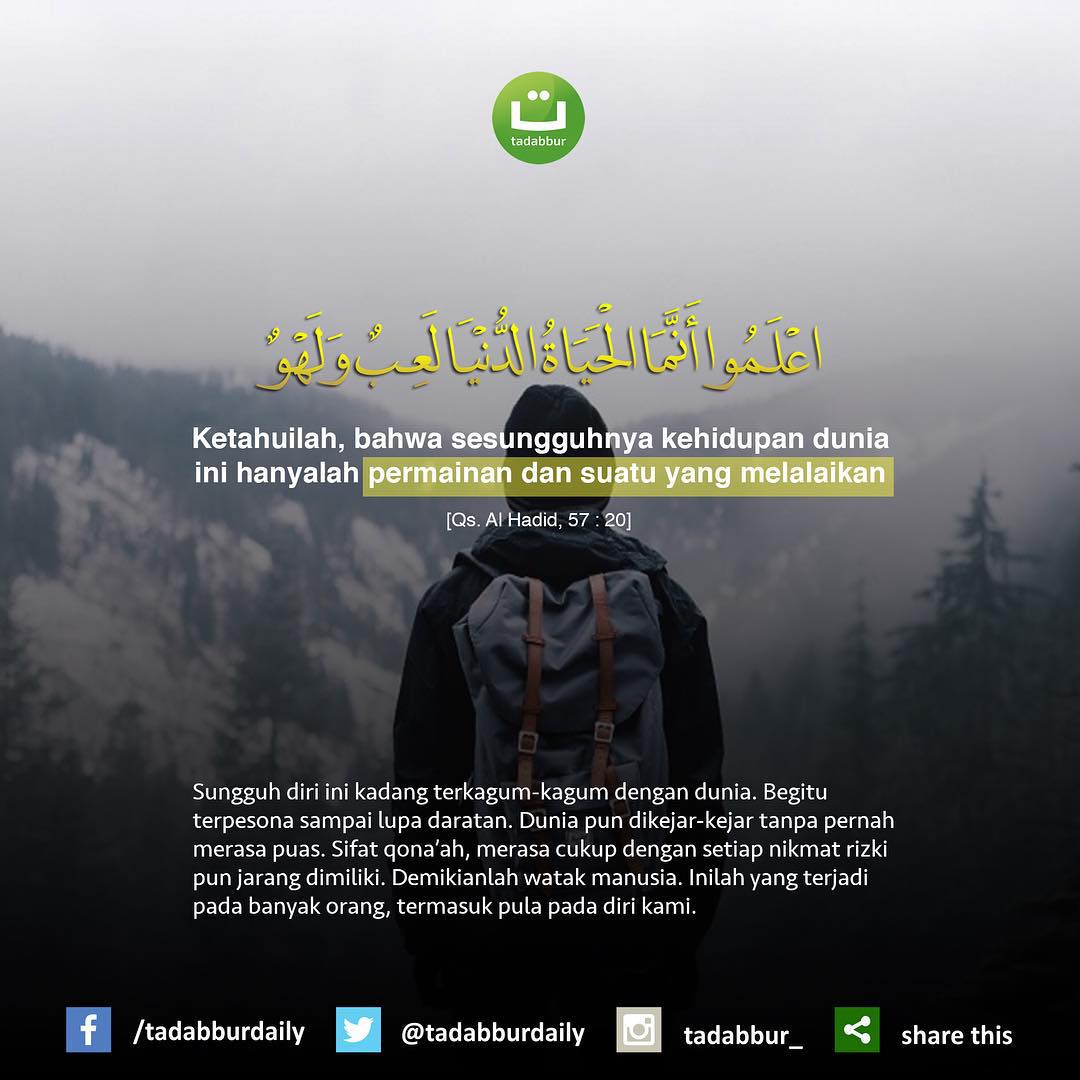 ت
tadabbur
اعْلَمُوا أَنَّمَا الْحَيَاةُ الدُّنْيَا لَعِبٌ وَلَهْوٌ
Ketahuilah, bahwa sesungguhnya kehidupan dunia
ini hanyalah permainan dan suatu yang melalaikan
[Qs. Al Hadid, 57 : 20]
Sungguh diri ini kadang terkagum-kagum dengan dunia. Begitu
terpesona sampai lupa daratan. Dunia pun dikejar-kejar tanpa pernah
merasa puas. Sifat qona’ah, merasa cukup dengan setiap nikmat rizki
pun jarang dimiliki. Demikianlah watak manusia. Inilah yang terjadi
pada banyak orang, termasuk pula pada diri kami.
/tadabburdaily @tadabburdaily tadabbur_ share this